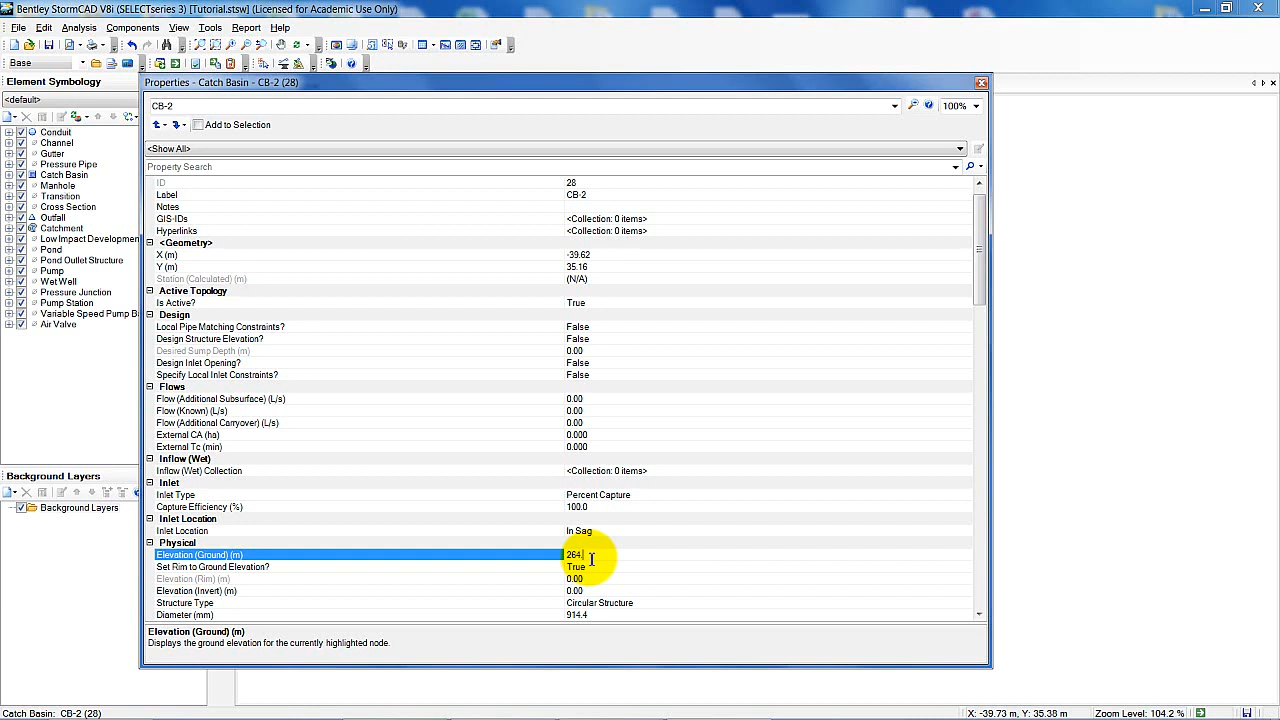 Bentley StormCAD V8i (SELECTseries 3) [Tutorial.stsw] (Licensed for Academic Use Only)
File Edit Analysis Components View Tools Report Help
Base
Element Symbology
<default>
Conduit
Channel
Gutter
Pressure Pipe
Catch Basin
Manhole
Transition
Cross Section
Outfall
Catchment
Low Impact Developmen
Pond
Pond Outlet Structure
Pump
Wet Well
Pressure Junction
Pump Station
Variable Speed Pump B
Air Valve
Background Layers
Background Layers
Properties - Catch Basin - CB-2 (28)
CB-2 100%
Add to Selection
<Show All>
Property Search
ID 28
Label CB-2
Notes
GIS-IDs <Collection: 0 items>
Hyperlinks <Collection: 0 items>
<Geometry>
X (m) -39.62
Y (m) 35.16
Station (Calculated) (m) (N/A)
Active Topology
Is Active? True
Design
Local Pipe Matching Constraints? False
Design Structure Elevation? False
Desired Sump Depth (m) 0.00
Design Inlet Opening? False
Specify Local Inlet Constraints? False
Flows
Flow (Additional Subsurface) (L/s) 0.00
Flow (Known) (L/s) 0.00
Flow (Additional Carryover) (L/s) 0.00
External CA (ha) 0.000
External Tc (min) 0.000
Inflow (Wet)
Inflow (Wet) Collection <Collection: 0 items>
Inlet
Inlet Type Percent Capture
Capture Efficiency (%) 100.0
Inlet Location
Inlet Location In Sag
Physical
Elevation (Ground) (m) 264.
Set Rim to Ground Elevation? True
Elevation (Rim) (m) 0.00
Elevation (Invert) (m) 0.00
Structure Type Circular Structure
Diameter (mm) 914.4
Elevation (Ground) (m)
Displays the ground elevation for the currently highlighted node.
Catch Basin: CB-2 (28) X: -39.73 m, Y: 35.38 m Zoom Level: 104.2 %